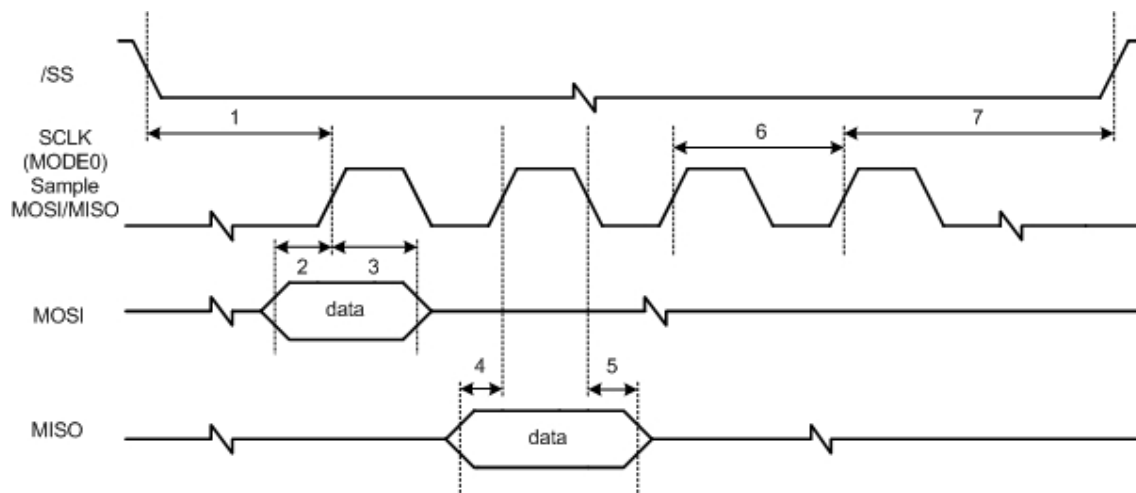 /SS
1
7
6
SCLK
(MODE0)
Sample
MOSI/MISO
2
3
MOSI
data
4
5
MISO
data